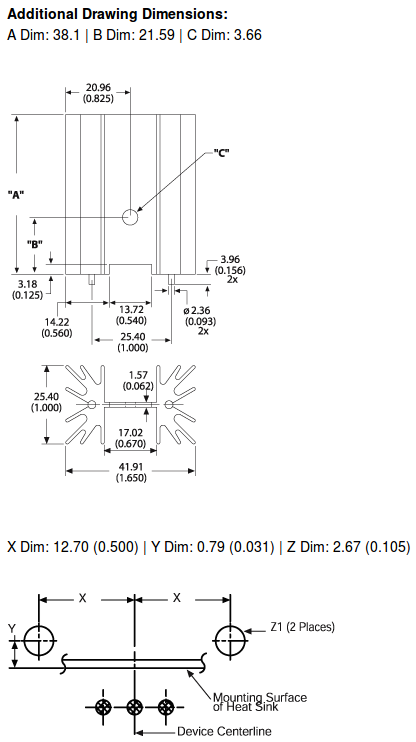 Additional Drawing Dimensions:
A Dim: 38.1 | B Dim: 21.59 | C Dim: 3.66
20.96
(0.825)
"C"
"A"
"B"
3.96
(0.156)
2x
3.18
(0.125)
13.72
(0.540)
ø2.36
(0.093)
2x
14.22
(0.560)
25.40
(1.000)
1.57
(0.062)
25.40
(1.000)
17.02
(0.670)
41.91
(1.650)
X Dim: 12.70 (0.500) | Y Dim: 0.79 (0.031) | Z Dim: 2.67 (0.105)
X X
Y
Z1 (2 Places)
Mounting Surface
of Heat Sink
Device Centerline